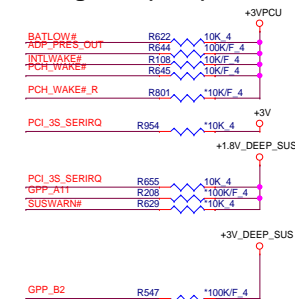 +3VPCU
BATLOW# R622 10K_4
ADP_PRES_OUT R644 100K/F_4
INTLWAKE# R108 *10K/F_4
PCH_WAKE# R645 10K/F_4
PCH_WAKE#_R R801 *10K/F_4
+3V
PCI_3S_SERIRQ R954 *10K_4
+1.8V_DEEP_SUS
PCI_3S_SERIRQ R655 10K_4
GPP_A11 R208 *100K/F_4
SUSWARN# R629 *10K_4
+3V_DEEP_SUS
GPP_B2 R547 *100K/F_4